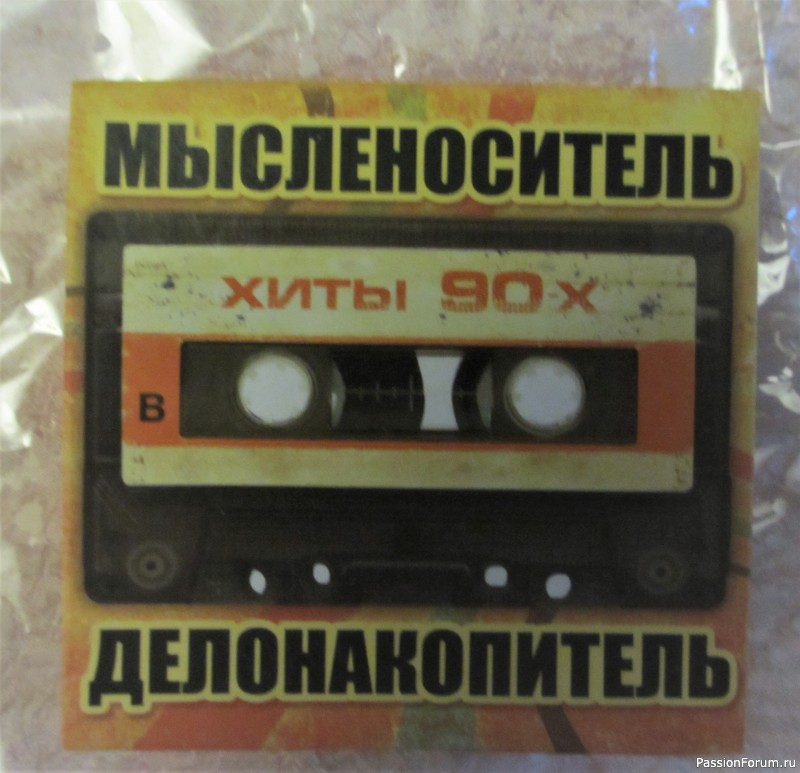 МЫСЛЕНОСИТЕЛЬ
ХИТЫ 90-Х
B
ДЕЛОНАКОПИТЕЛЬ
PassionForum.ru